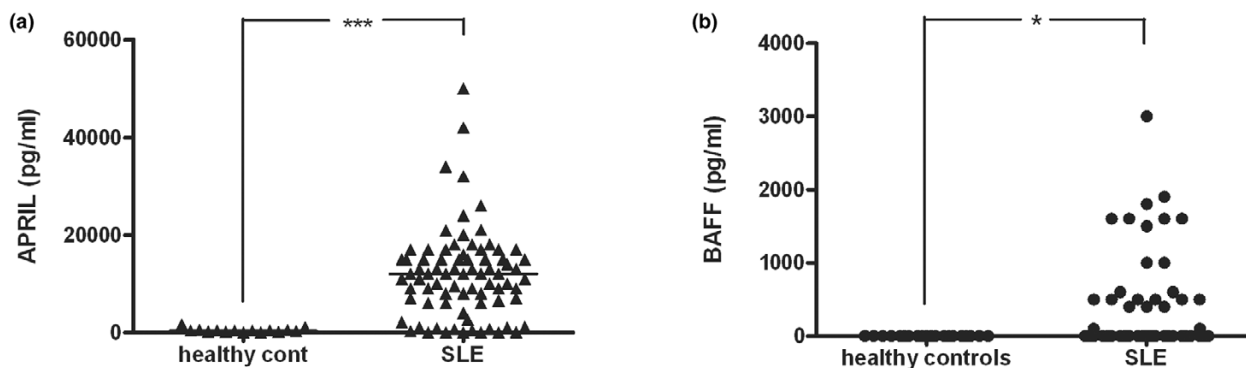 (a)
***
60000
40000
20000
0
APRIL (pg/ml)
healthy cont
SLE
(b)
*
4000
3000
2000
1000
0
BAFF (pg/ml)
healthy controls
SLE